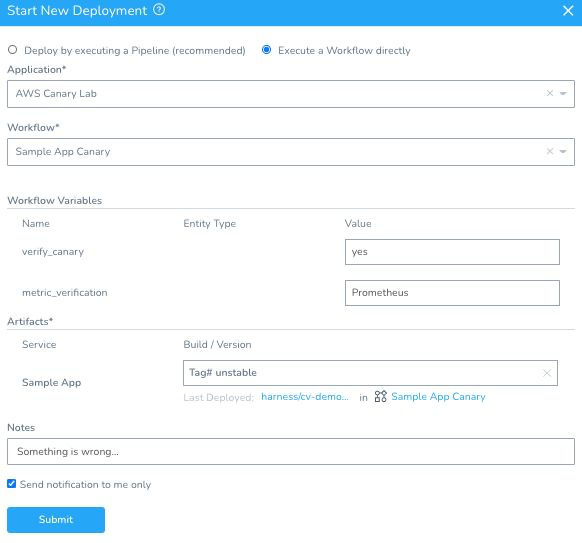 Start New Deployment
Deploy by executing a Pipeline (recommended) Execute a Workflow directly
Application*
AWS Canary Lab
Workflow*
Sample App Canary
Workflow Variables
Name Entity Type Value
verify_canary yes
metric_verification Prometheus
Artifacts*
Service Build / Version
Sample App Tag# unstable
Last Deployed: harness/cv-demo... in Sample App Canary
Notes
Something is wrong...
Send notification to me only
Submit